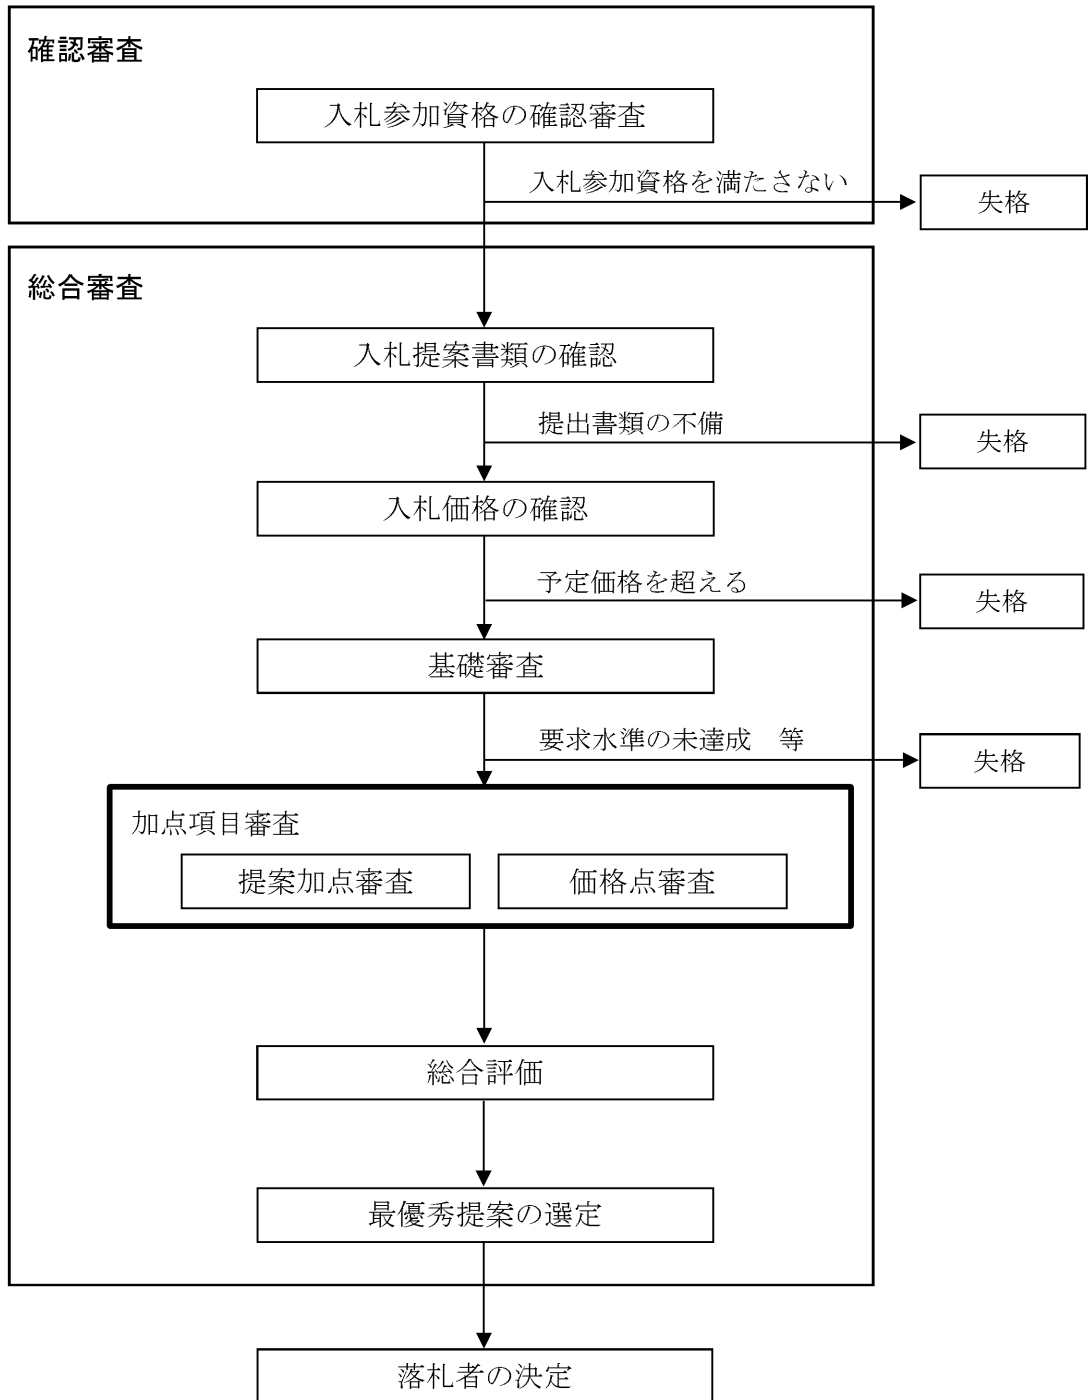 確認審査
入札参加資格の確認審査
入札参加資格を満たさない
失格
総合審査
入札提案書類の確認
提出書類の不備
失格
入札価格の確認
予定価格を超える
失格
基礎審査
要求水準の未達成　等
失格
加点項目審査
提案加点審査
価格点審査
総合評価
最優秀提案の選定
落札者の決定